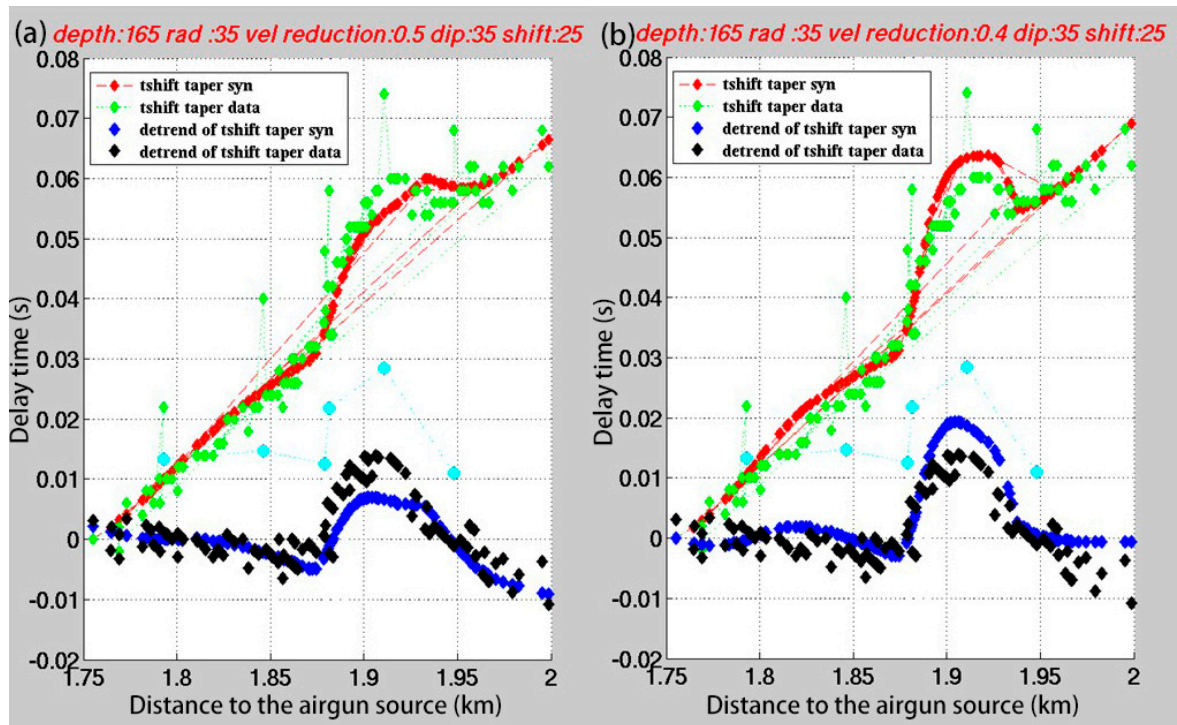 (a) depth:165 rad :35 vel reduction:0.5 dip:35 shift:25
0.08
0.07
0.06
0.05
0.04
0.03
0.02
0.01
0
-0.01
-0.02
Delay time (s)
tshift taper syn
tshift taper data
detrend of tshift taper syn
detrend of tshift taper data
1.75
1.8
1.85
1.9
1.95
2
Distance to the airgun source (km)
(b) depth:165 rad :35 vel reduction:0.4 dip:35 shift:25
0.08
0.07
0.06
0.05
0.04
0.03
0.02
0.01
0
-0.01
-0.02
Delay time (s)
tshift taper syn
tshift taper data
detrend of tshift taper syn
detrend of tshift taper data
1.75
1.8
1.85
1.9
1.95
2
Distance to the airgun source (km)